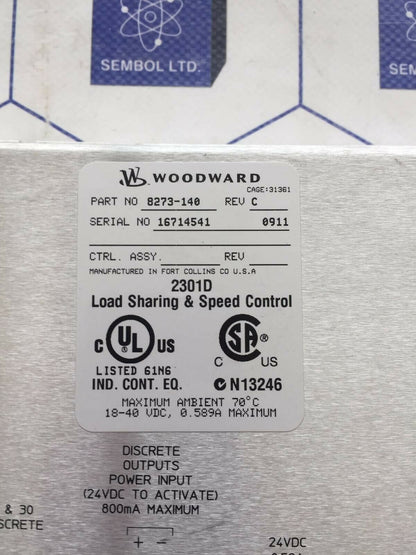 SEMBOL LTD.
WOODWARD
CAGE:31361
PART NO 8273-140 REV C
SERIAL NO 16714541 0911
CTRL. ASSY. REV
MANUFACTURED IN FORT COLLINS CO U.S.A
2301D
Load Sharing & Speed Control
C UL US
LISTED 61N6
IND. CONT. EQ.
SA ®
C US
N13246
MAXIMUM AMBIENT 70°C
18-40 VDC, 0.589A MAXIMUM
DISCRETE
OUTPUTS
POWER INPUT
(24VDC TO ACTIVATE)
800mA MAXIMUM
+ -
& 30
SCRETE
24VDC